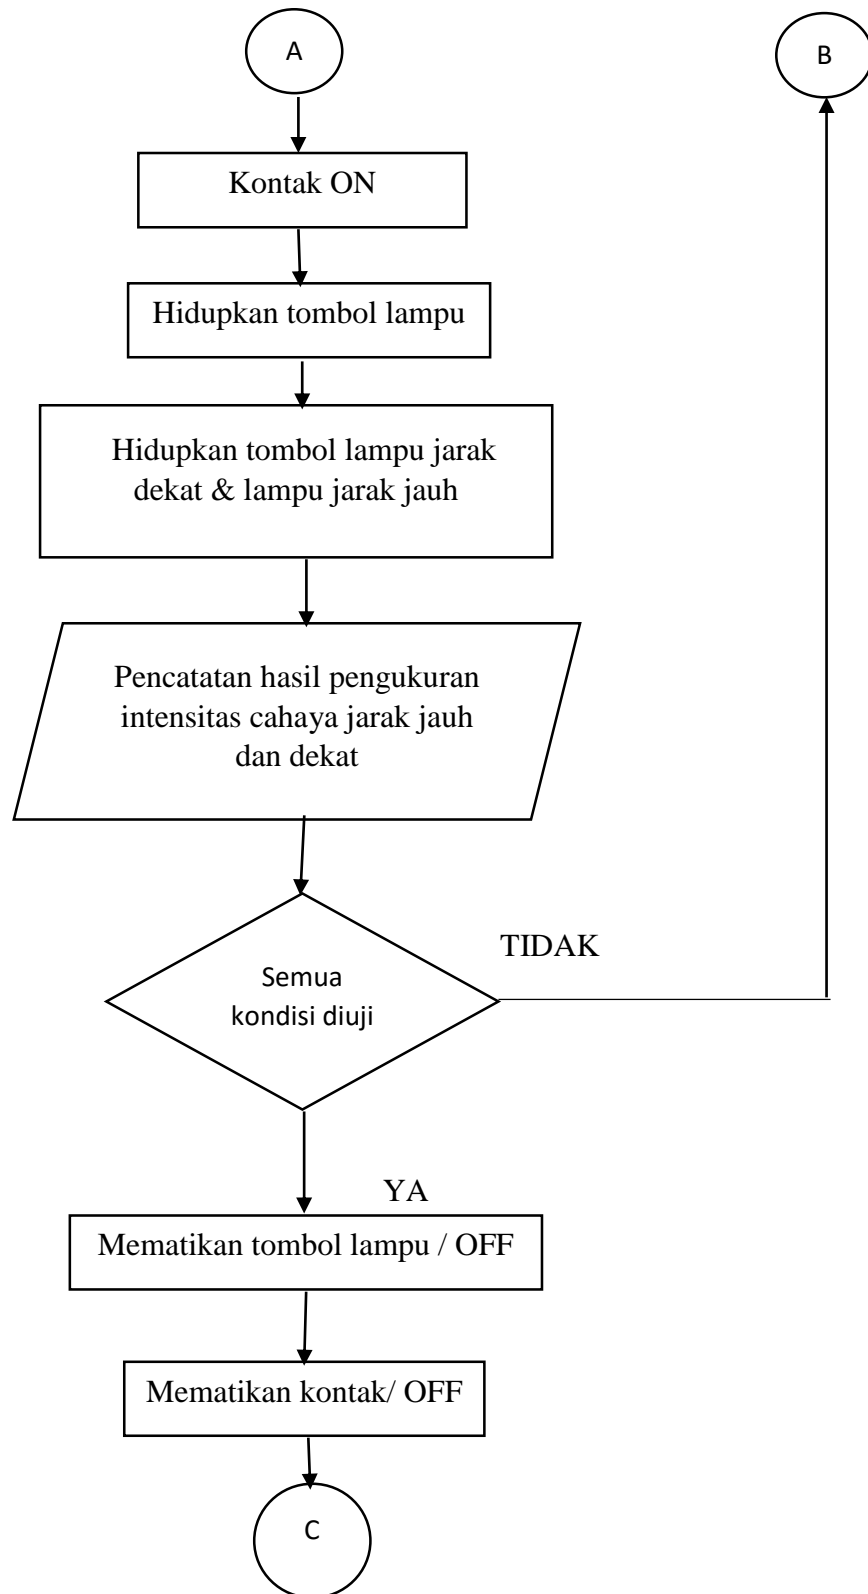 A
B
Kontak ON
Hidupkan tombol lampu
Hidupkan tombol lampu jarak
dekat & lampu jarak jauh
Pencatatan hasil pengukuran
intensitas cahaya jarak jauh
dan dekat
TIDAK
Semua
kondisi diuji
YA
Mematikan tombol lampu / OFF
Mematikan kontak/ OFF
C